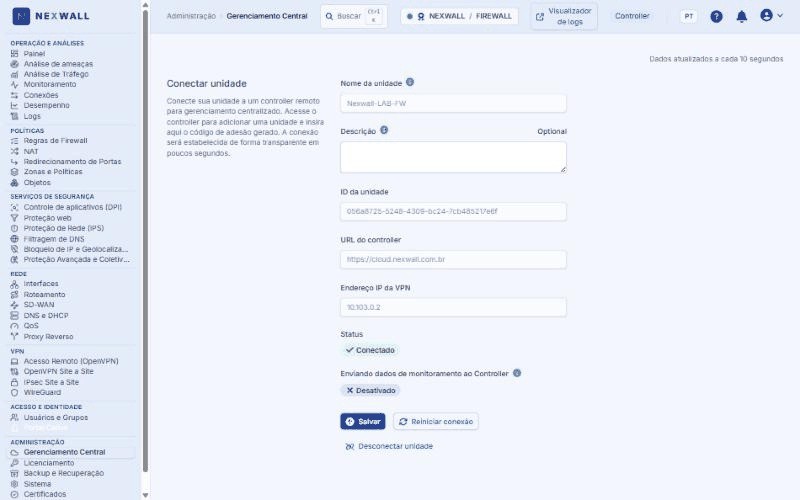 NEXWALL
OPERAÇÃO E ANÁLISES
Painel
Análise de ameaças
Análise de Tráfego
Monitoramento
Conexões
Desempenho
Logs
POLÍTICAS
Regras de Firewall
NAT
Redirecionamento de Portas
Zonas e Políticas
Objetos
SERVIÇOS DE SEGURANÇA
Controle de aplicativos (DPI)
Proteção web
Proteção de Rede (IPS)
Filtragem de DNS
Bloqueio de IP e Geolocaliza...
Proteção Avançada e Coletiv...
REDE
Interfaces
Roteamento
SD-WAN
DNS e DHCP
QoS
Proxy Reverso
VPN
Acesso Remoto (OpenVPN)
OpenVPN Site a Site
IPsec Site a Site
WireGuard
ACESSO E IDENTIDADE
Usuários e Grupos
Portal Cativo
ADMINISTRAÇÃO
Gerenciamento Central
Licenciamento
Backup e Recuperação
Sistema
Certificados
Administração › Gerenciamento Central
Buscar Ctrl K
NEXWALL / FIREWALL
Visualizador
de logs
Controller
PT
Dados atualizados a cada 10 segundos
Conectar unidade
Conecte sua unidade a um controller remoto
para gerenciamento centralizado. Acesse o
controller para adicionar uma unidade e insira
aqui o código de adesão gerado. A conexão
será estabelecida de forma transparente em
poucos segundos.
Nome da unidade
Nexwall-LAB-FW
Descrição Optional
ID da unidade
056a8725-5248-4309-bc24-7cb485217e6f
URL do controller
https://cloud.nexwall.com.br
Endereço IP da VPN
10.103.0.2
Status
Conectado
Enviando dados de monitoramento ao Controller
Desativado
Salvar
Reiniciar conexão
Desconectar unidade